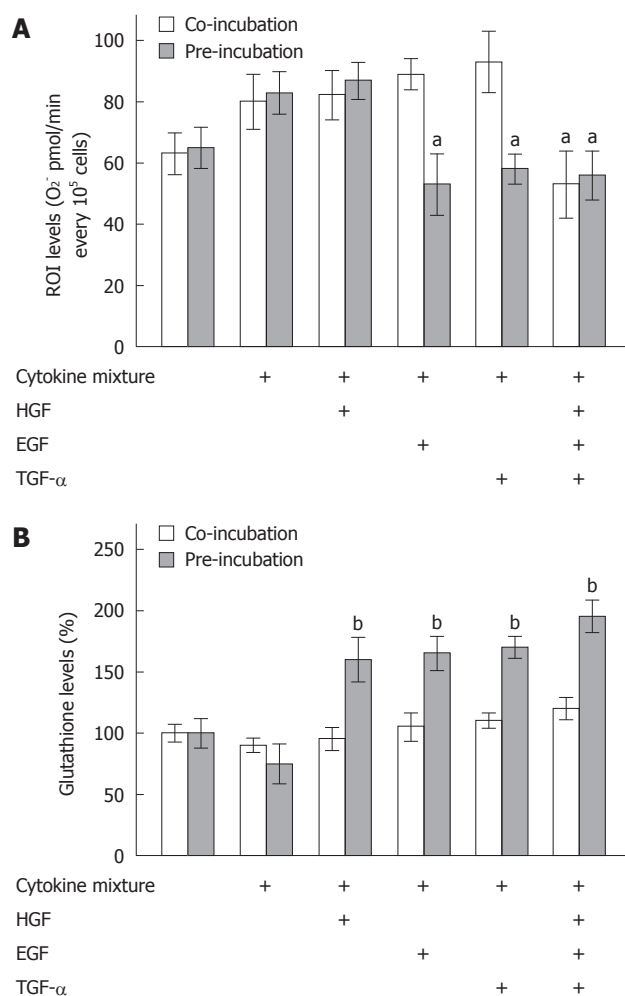 A
Co-incubation
Pre-incubation
100
80
60
40
20
0
ROI levels (O₂⁻ pmol/min
every 10⁵ cells)
a
a
a a
Cytokine mixture + + + + +
HGF + +
EGF + +
TGF-α + +
B
Co-incubation
Pre-incubation
250
200
150
100
50
0
Glutathione levels (%)
b
b
b
b
Cytokine mixture + + + + +
HGF + +
EGF + +
TGF-α + +